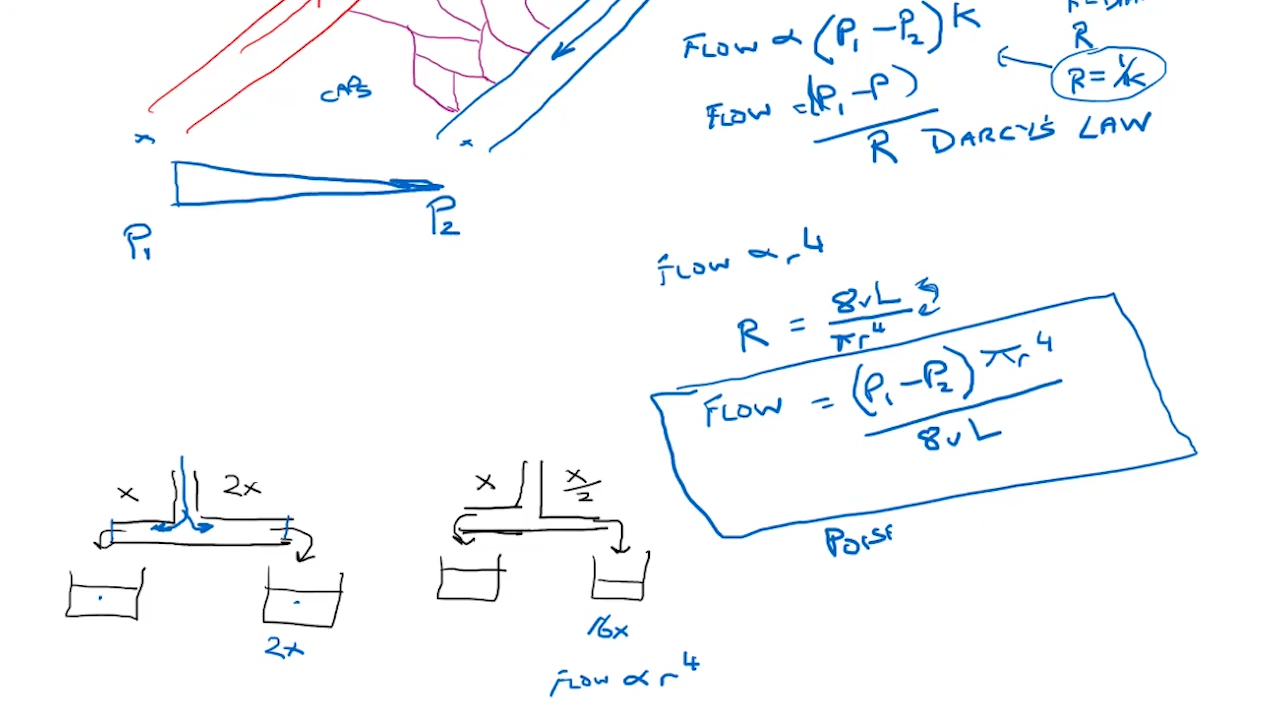 FLOW ∝ (P₁ - P₂) K
R
R = 1/K
FLOW = (P₁ - P)
R
DARCY'S LAW
CAPS
x
x
P₁
P₂
FLOW ∝ r⁴
R = 8vL
πr⁴
FLOW = (P₁ - P₂) πr⁴
8vL
POISE
x
2x
2x
x
x/2
16x
FLOW ∝ r⁴